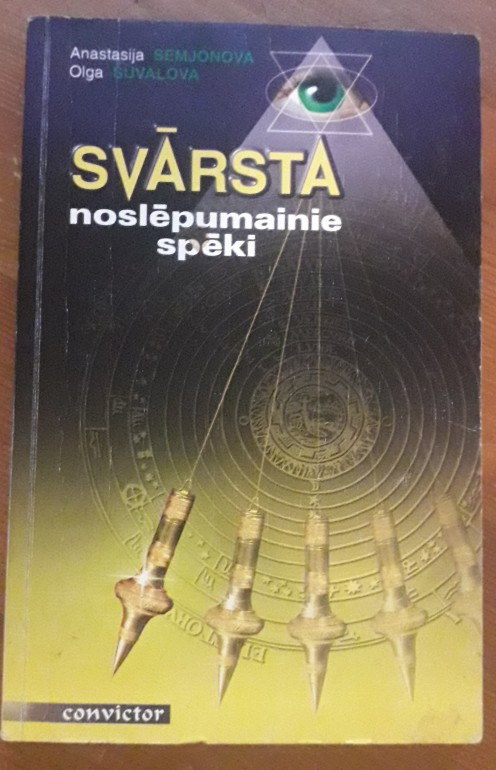 Anastasija SEMJONOVA
Olga ŠUVALOVA
SVĀRSTA
noslēpumainie
spēki
convictor